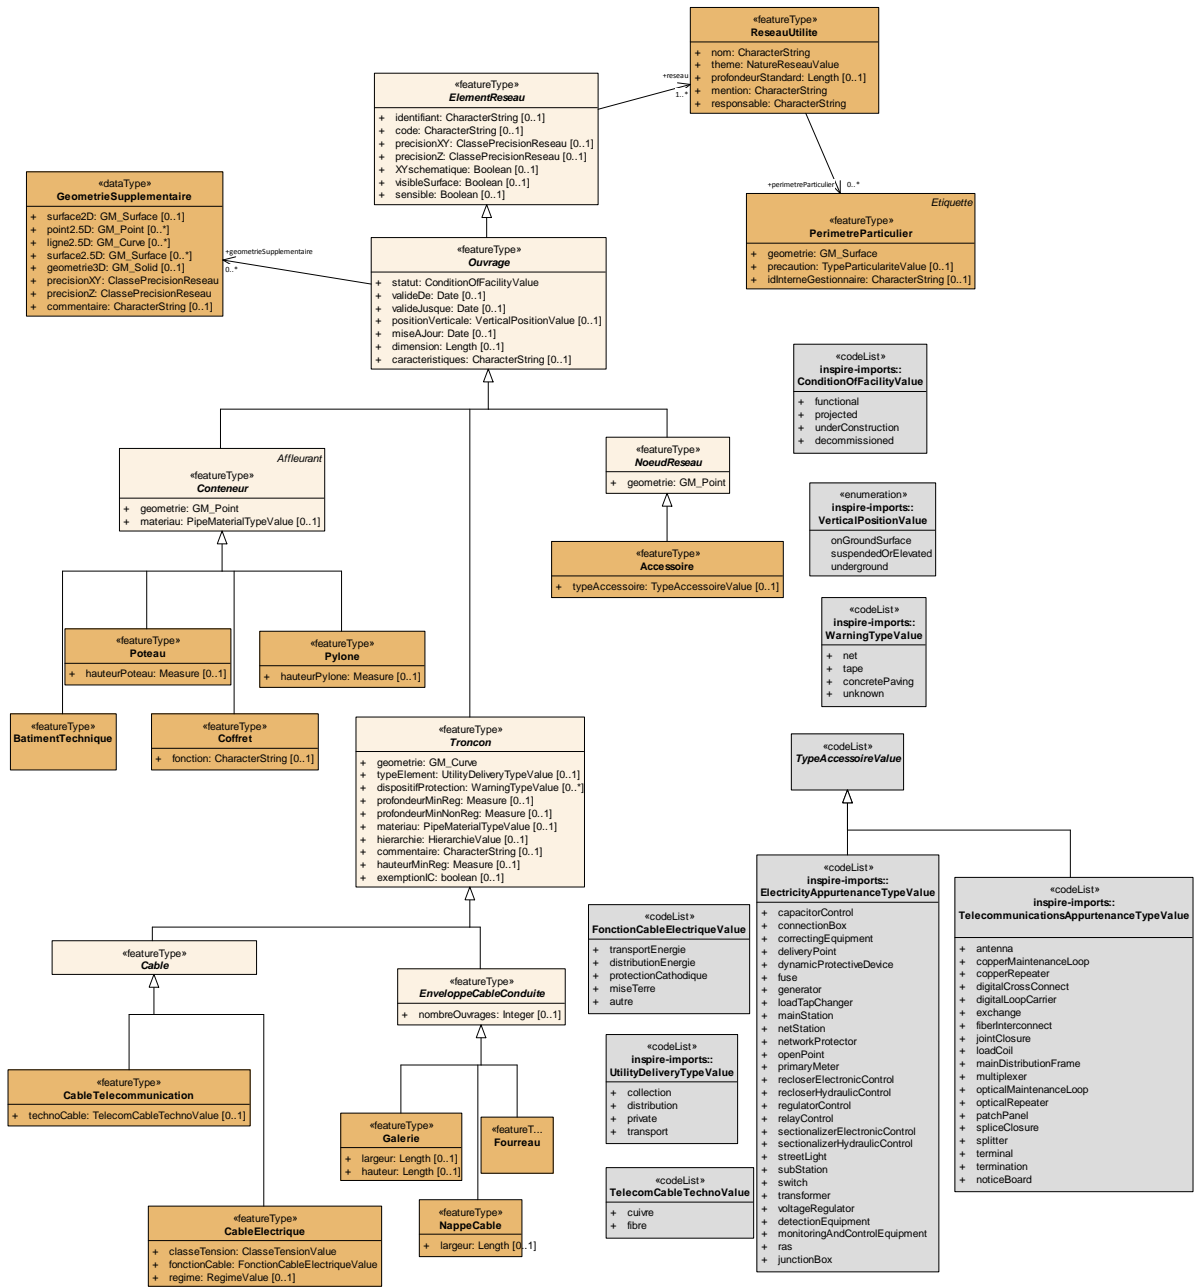 «featureType»
ReseauUtilite
+ nom: CharacterString
+ theme: NatureReseauValue
+ profondeurStandard: Length [0..1]
+ mention: CharacterString
+ responsable: CharacterString
+reseau
1..*
«featureType»
ElementReseau
+ identifiant: CharacterString [0..1]
+ code: CharacterString [0..1]
+ precisionXY: ClassePrecisionReseau [0..1]
+ precisionZ: ClassePrecisionReseau [0..1]
+ XYschematique: Boolean [0..1]
+ visibleSurface: Boolean [0..1]
+ sensible: Boolean [0..1]
«dataType»
GeometrieSupplementaire
+ surface2D: GM_Surface [0..1]
+ point2.5D: GM_Point [0..*]
+ ligne2.5D: GM_Curve [0..*]
+ surface2.5D: GM_Surface [0..*]
+ geometrie3D: GM_Solid [0..1]
+ precisionXY: ClassePrecisionReseau
+ precisionZ: ClassePrecisionReseau
+ commentaire: CharacterString [0..1]
+geometrieSupplementaire
0..*
+perimetreParticulier
0..*
Etiquette
«featureType»
PerimetreParticulier
+ geometrie: GM_Surface
+ precaution: TypeParticulariteValue [0..1]
+ idInterneGestionnaire: CharacterString [0..1]
«featureType»
Ouvrage
+ statut: ConditionOfFacilityValue
+ valideDe: Date [0..1]
+ valideJusque: Date [0..1]
+ positionVerticale: VerticalPositionValue [0..1]
+ miseAJour: Date [0..1]
+ dimension: Length [0..1]
+ caracteristiques: CharacterString [0..1]
«codeList»
inspire-imports::
ConditionOfFacilityValue
+ functional
+ projected
+ underConstruction
+ decommissioned
Affleurant
«featureType»
Conteneur
+ geometrie: GM_Point
+ materiau: PipeMaterialTypeValue [0..1]
«featureType»
NoeudReseau
+ geometrie: GM_Point
«enumeration»
inspire-imports::
VerticalPositionValue
onGroundSurface
suspendedOrElevated
underground
«featureType»
Accessoire
+ typeAccessoire: TypeAccessoireValue [0..1]
«codeList»
inspire-imports::
WarningTypeValue
+ net
+ tape
+ concretePaving
+ unknown
«featureType»
Poteau
+ hauteurPoteau: Measure [0..1]
«featureType»
Pylone
+ hauteurPylone: Measure [0..1]
«featureType»
BatimentTechnique
«featureType»
Coffret
+ fonction: CharacterString [0..1]
«featureType»
Troncon
+ geometrie: GM_Curve
+ typeElement: UtilityDeliveryTypeValue [0..1]
+ dispositifProtection: WarningTypeValue [0..*]
+ profondeurMinReg: Measure [0..1]
+ profondeurMinNonReg: Measure [0..1]
+ materiau: PipeMaterialTypeValue [0..1]
+ hierarchie: HierarchieValue [0..1]
+ commentaire: CharacterString [0..1]
+ hauteurMinReg: Measure [0..1]
+ exemptionIC: boolean [0..1]
«codeList»
TypeAccessoireValue
«codeList»
inspire-imports::
ElectricityAppurtenanceTypeValue
+ capacitorControl
+ connectionBox
+ correctingEquipment
+ deliveryPoint
+ dynamicProtectiveDevice
+ fuse
+ generator
+ loadTapChanger
+ mainStation
+ netStation
+ networkProtector
+ openPoint
+ primaryMeter
+ recloserElectronicControl
+ recloserHydraulicControl
+ regulatorControl
+ relayControl
+ sectionalizerElectronicControl
+ sectionalizerHydraulicControl
+ streetLight
+ subStation
+ switch
+ transformer
+ voltageRegulator
+ detectionEquipment
+ monitoringAndControlEquipment
+ ras
+ junctionBox
«codeList»
inspire-imports::
TelecommunicationsAppurtenanceTypeValue
+ antenna
+ copperMaintenanceLoop
+ copperRepeater
+ digitalCrossConnect
+ digitalLoopCarrier
+ exchange
+ fiberInterconnect
+ jointClosure
+ loadCoil
+ mainDistributionFrame
+ multiplexer
+ opticalMaintenanceLoop
+ opticalRepeater
+ patchPanel
+ spliceClosure
+ splitter
+ terminal
+ termination
+ noticeBoard
«codeList»
FonctionCableElectriqueValue
+ transportEnergie
+ distributionEnergie
+ protectionCathodique
+ miseTerre
+ autre
«featureType»
Cable
«featureType»
EnveloppeCableConduite
+ nombreOuvrages: Integer [0..1]
«codeList»
inspire-imports::
UtilityDeliveryTypeValue
+ collection
+ distribution
+ private
+ transport
«featureType»
CableTelecommunication
+ technoCable: TelecomCableTechnoValue [0..1]
«featureType»
Galerie
+ largeur: Length [0..1]
+ hauteur: Length [0..1]
«featureT...
Fourreau
«codeList»
TelecomCableTechnoValue
+ cuivre
+ fibre
«featureType»
CableElectrique
+ classeTension: ClasseTensionValue
+ fonctionCable: FonctionCableElectriqueValue
+ regime: RegimeValue [0..1]
«featureType»
NappeCable
+ largeur: Length [0..1]